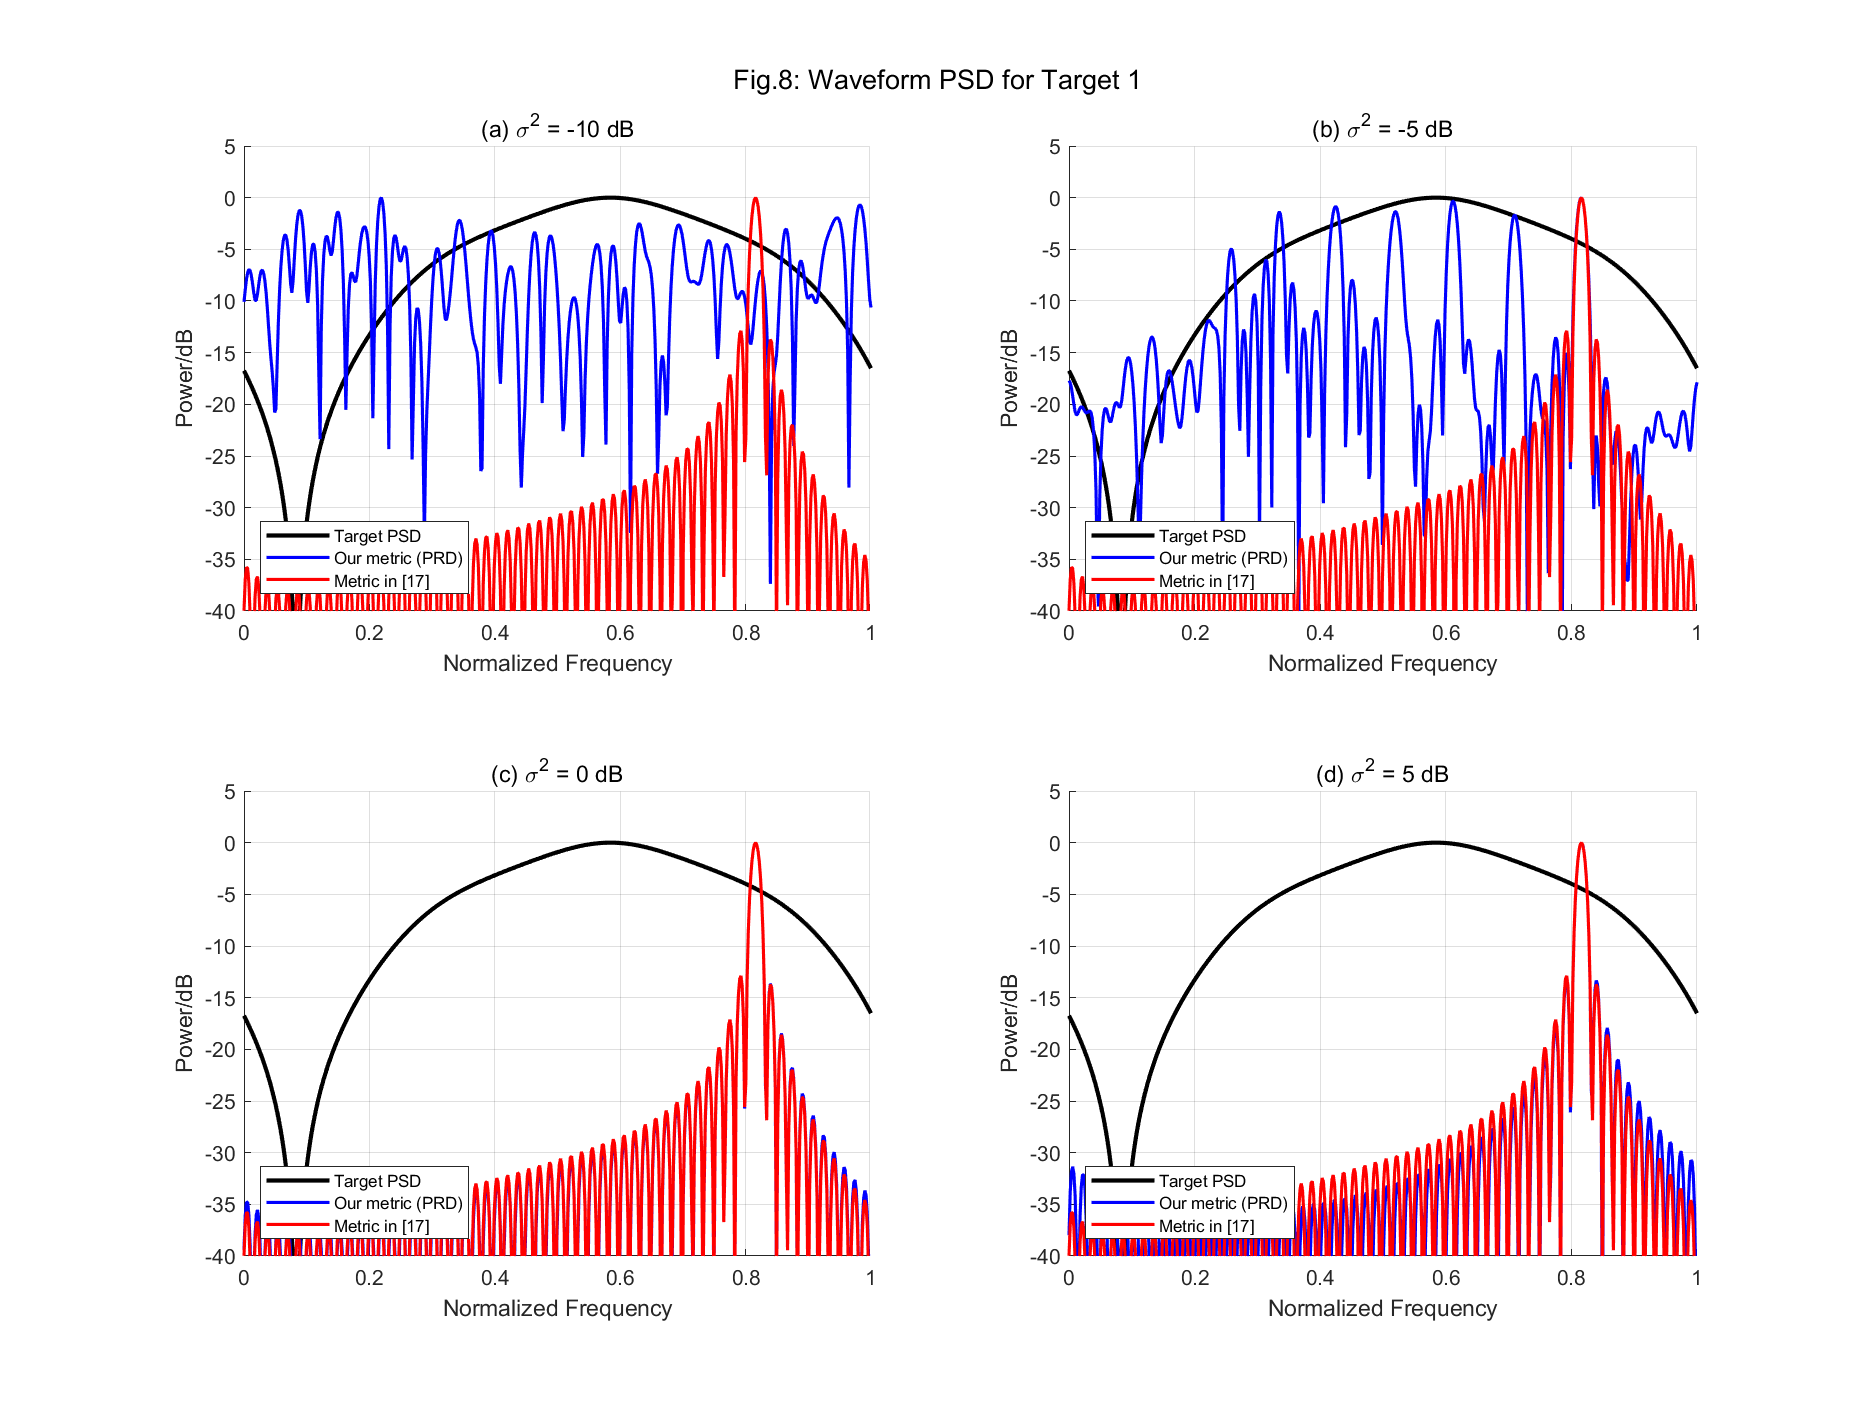 Fig.8: Waveform PSD for Target 1
(a) σ² = -10 dB
5
0
-5
-10
-15
-20
-25
-30
-35
-40
Power/dB
Target PSD
Our metric (PRD)
Metric in [17]
0 0.2 0.4 0.6 0.8 1
Normalized Frequency
(b) σ² = -5 dB
5
0
-5
-10
-15
-20
-25
-30
-35
-40
Power/dB
Target PSD
Our metric (PRD)
Metric in [17]
0 0.2 0.4 0.6 0.8 1
Normalized Frequency
(c) σ² = 0 dB
5
0
-5
-10
-15
-20
-25
-30
-35
-40
Power/dB
Target PSD
Our metric (PRD)
Metric in [17]
0 0.2 0.4 0.6 0.8 1
Normalized Frequency
(d) σ² = 5 dB
5
0
-5
-10
-15
-20
-25
-30
-35
-40
Power/dB
Target PSD
Our metric (PRD)
Metric in [17]
0 0.2 0.4 0.6 0.8 1
Normalized Frequency